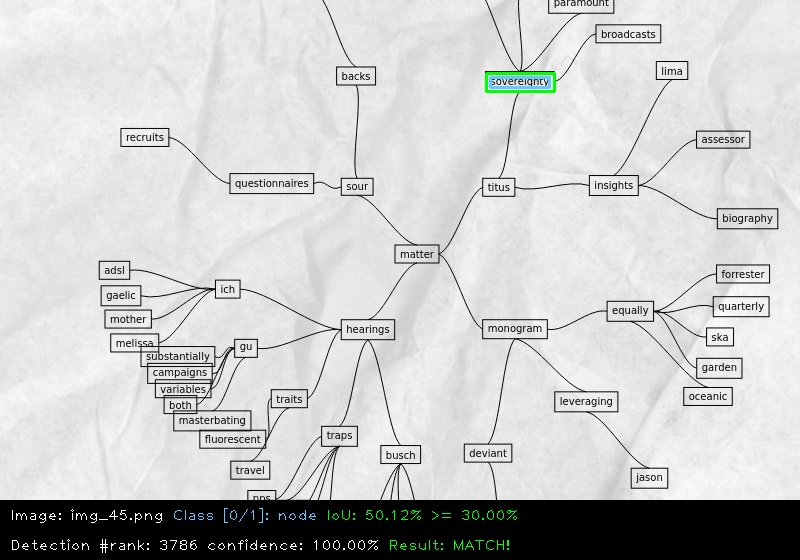 paramount
broadcasts
backs
sovereignty
lima
recruits
assessor
questionnaires
sour
titus
insights
biography
matter
adsl
ich
forrester
gaelic
mother
hearings
monogram
equally
quarterly
melissa
gu
ska
substantially
campaigns
garden
variables
both
traits
leveraging
oceanic
masterbating
fluorescent
traps
travel
busch
deviant
jason
pps
Image: img_45.png Class [0/1]: node IoU: 50.12% >= 30.00%
Detection #rank: 3786 confidence: 100.00% Result: MATCH!